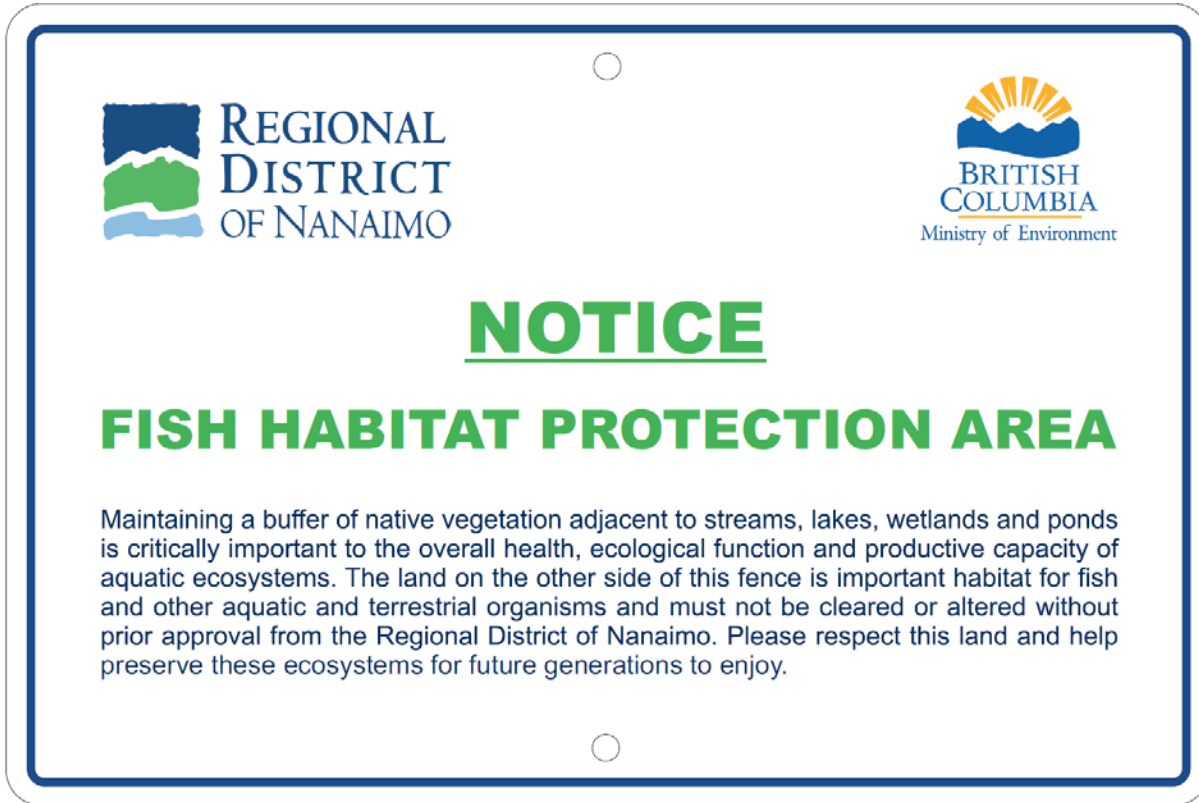 REGIONAL
DISTRICT
OF NANAIMO
BRITISH
COLUMBIA
Ministry of Environment
NOTICE
FISH HABITAT PROTECTION AREA
Maintaining a buffer of native vegetation adjacent to streams, lakes, wetlands and ponds
is critically important to the overall health, ecological function and productive capacity of
aquatic ecosystems. The land on the other side of this fence is important habitat for fish
and other aquatic and terrestrial organisms and must not be cleared or altered without
prior approval from the Regional District of Nanaimo. Please respect this land and help
preserve these ecosystems for future generations to enjoy.